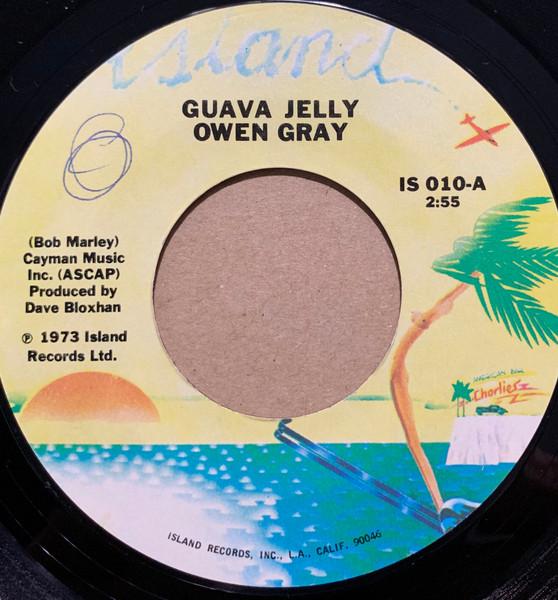 island
GUAVA JELLY
OWEN GRAY
IS 010-A
2:55
(Bob Marley)
Cayman Music
Inc. (ASCAP)
Produced by
Dave Bloxhan
℗ 1973 Island
Records Ltd.
Charlies
ISLAND RECORDS, INC., L.A., CALIF. 90046